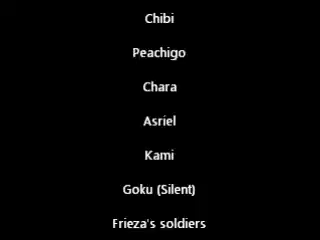 Chibi
Peachigo
Chara
Asriel
Kami
Goku (Silent)
Frieza's soldiers